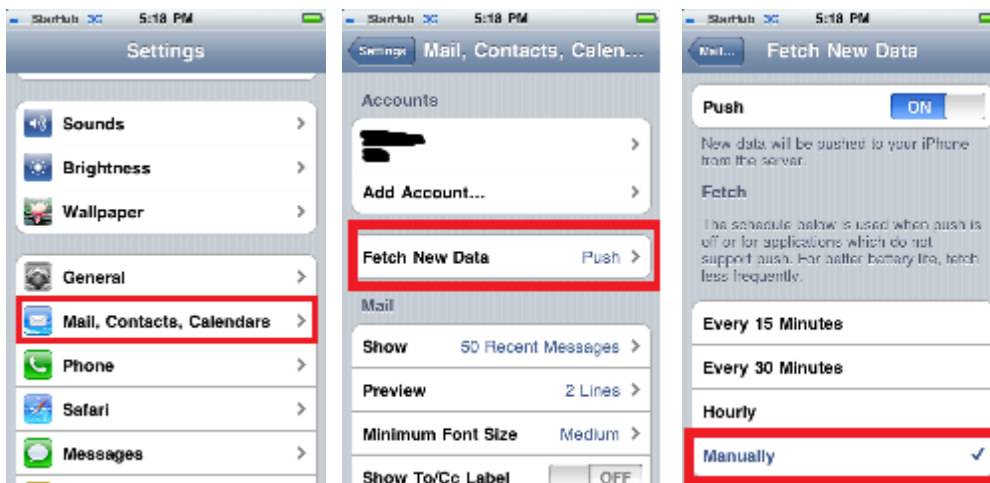 StarHub 3G 5:18 PM
Settings
Sounds
Brightness
Wallpaper
General
Mail, Contacts, Calendars
Phone
Safari
Messages
StarHub 3G 5:18 PM
Settings Mail, Contacts, Calen...
Accounts
Add Account...
Fetch New Data Push
Mail
Show 50 Recent Messages
Preview 2 Lines
Minimum Font Size Medium
Show To/Cc Label OFF
StarHub 3G 5:18 PM
Mail... Fetch New Data
Push ON
New data will be pushed to your iPhone
from the server.
Fetch
The schedule below is used when push is
off or for applications which do not
support push. For better battery life, fetch
less frequently.
Every 15 Minutes
Every 30 Minutes
Hourly
Manually